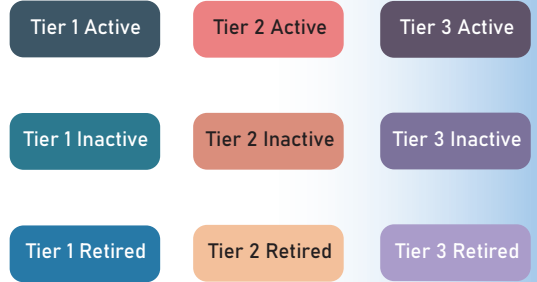 Tier 1 Active
Tier 2 Active
Tier 3 Active
Tier 1 Inactive
Tier 2 Inactive
Tier 3 Inactive
Tier 1 Retired
Tier 2 Retired
Tier 3 Retired